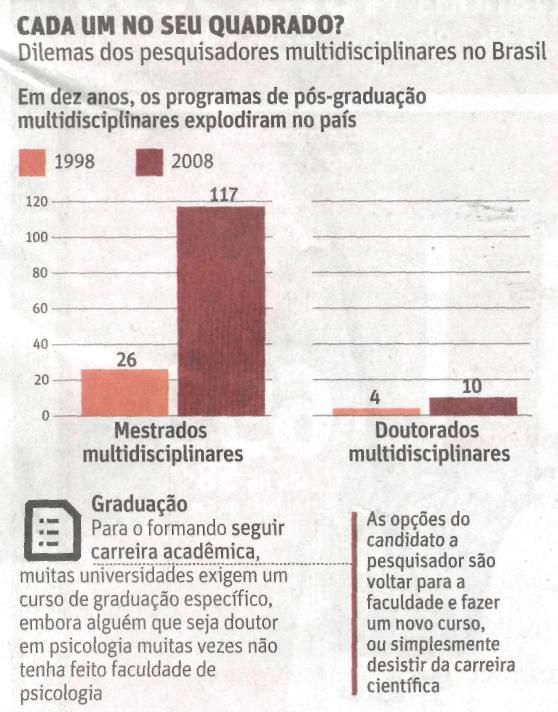 CADA UM NO SEU QUADRADO?
Dilemas dos pesquisadores multidisciplinares no Brasil
Em dez anos, os programas de pós-graduação
multidisciplinares explodiram no país
1998
2008
120
100
80
60
40
20
0
26
117
Mestrados
multidisciplinares
4
10
Doutorados
multidisciplinares
Graduação
Para o formando seguir
carreira acadêmica,
muitas universidades exigem um
curso de graduação específico,
embora alguém que seja doutor
em psicologia muitas vezes não
tenha feito faculdade de
psicologia
As opções do
candidato a
pesquisador são
voltar para a
faculdade e fazer
um novo curso,
ou simplesmente
desistir da carreira
científica